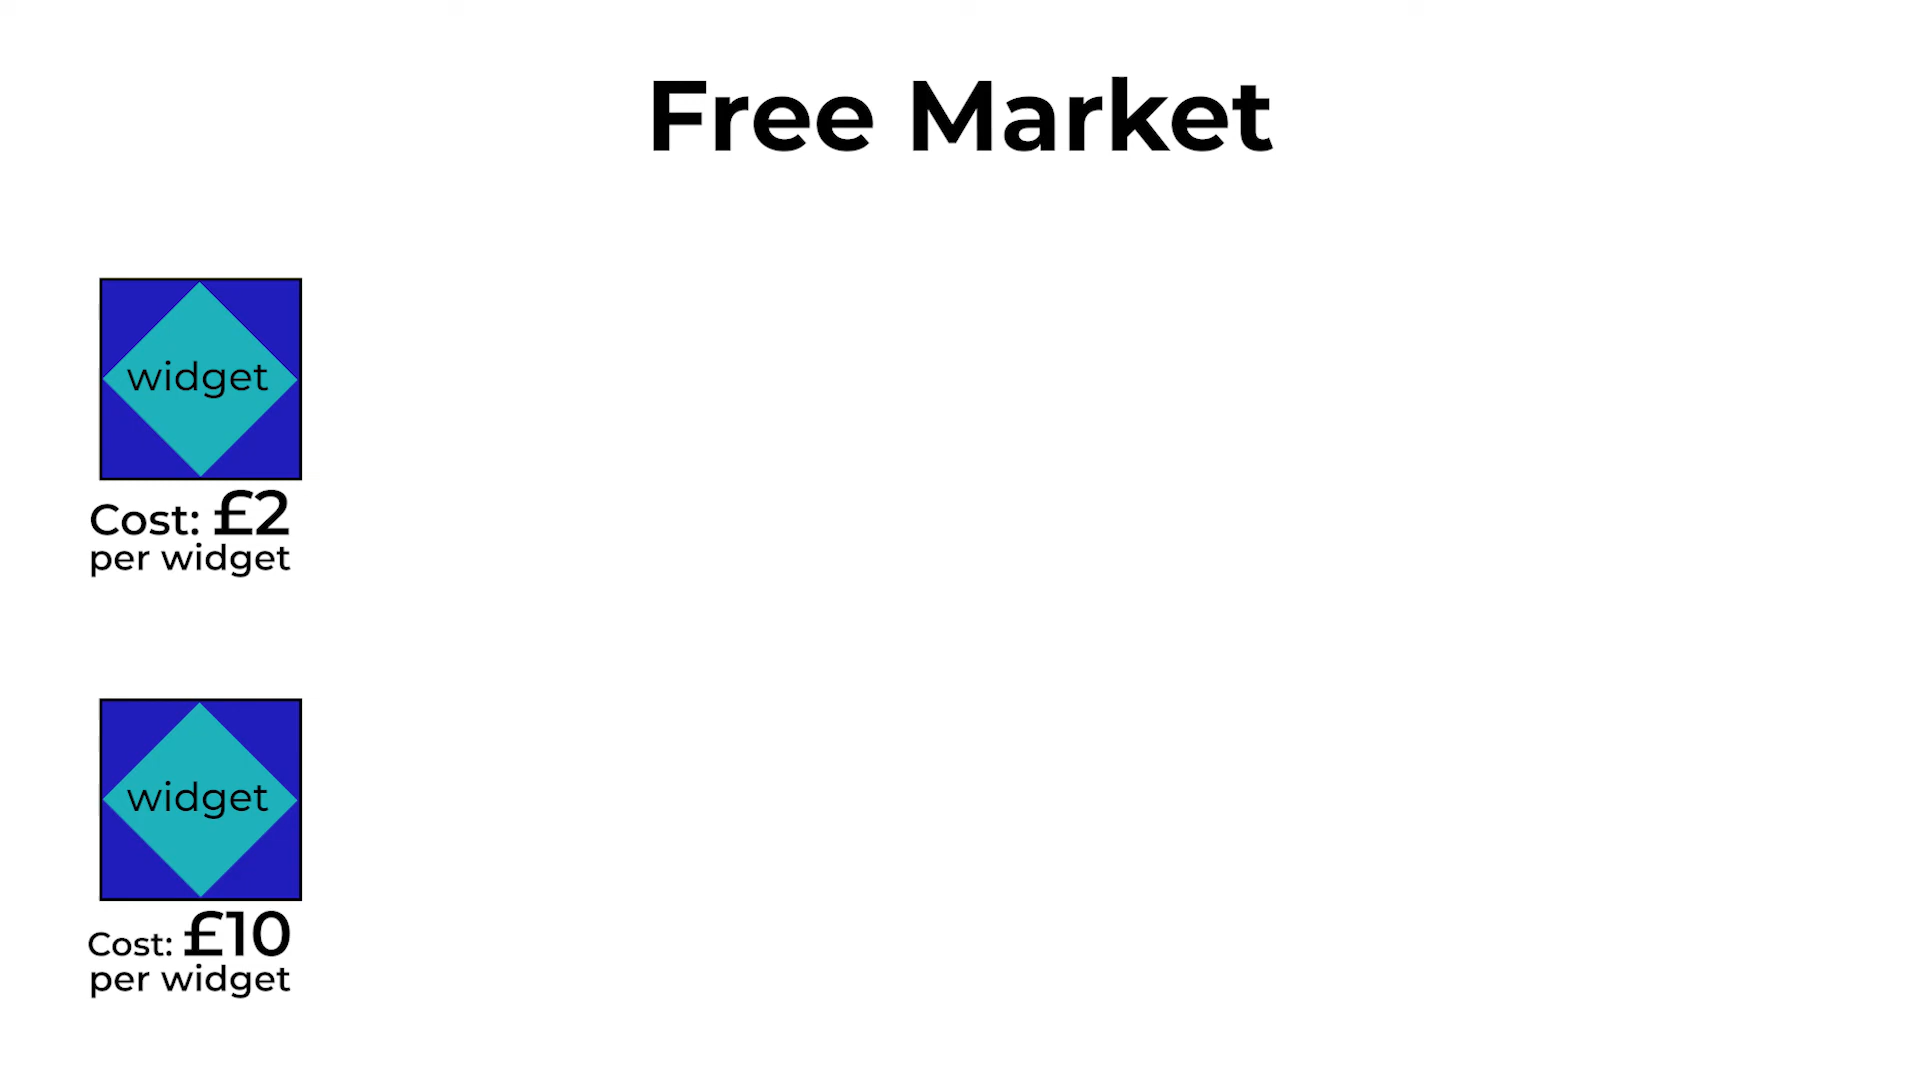 Free Market
widget
Cost: £2
per widget
widget
Cost: £10
per widget